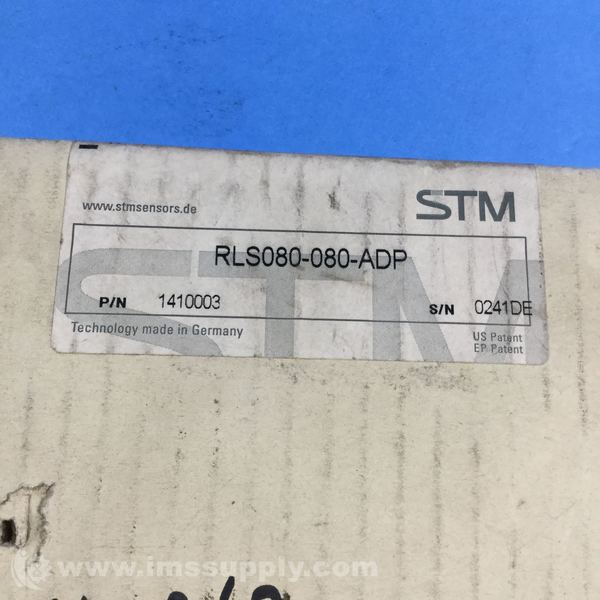 www.stmsensors.de
STM
RLS080-080-ADP
P/N 1410003 S/N 0241DE
Technology made in Germany
US Patent
EP Patent
STM
www.imssupply.com